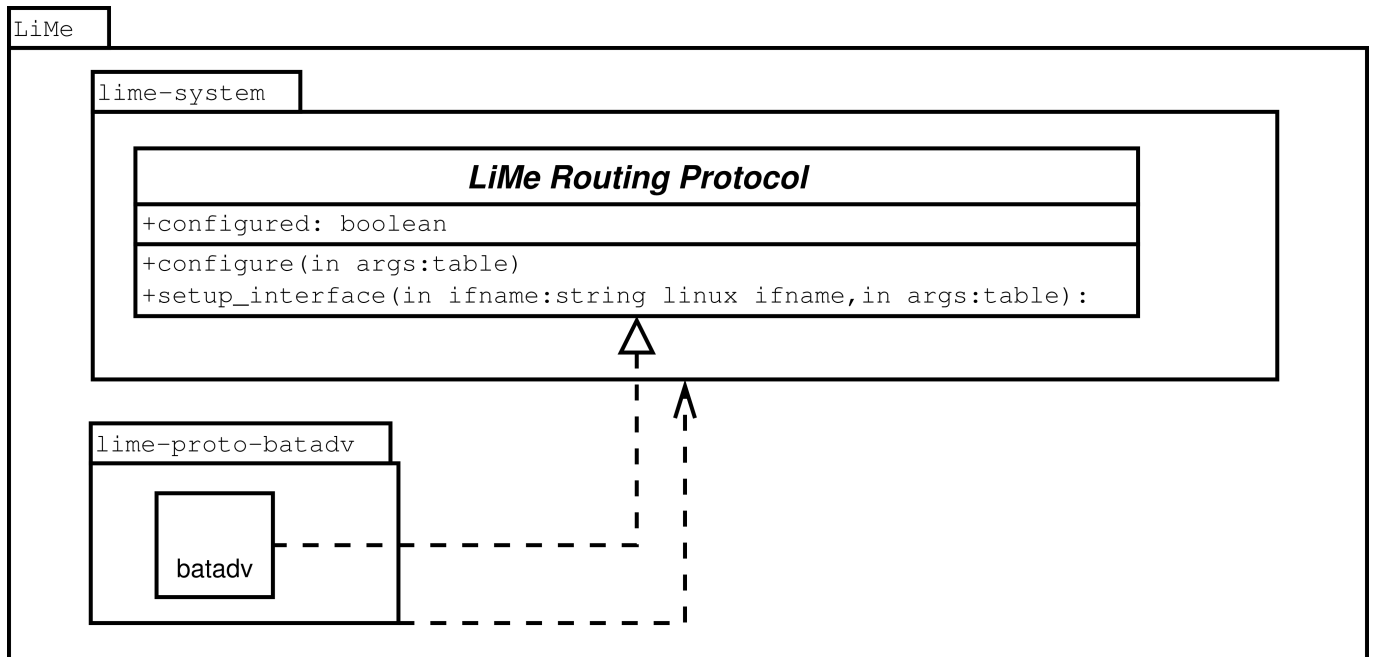 LiMe
lime-system
LiMe Routing Protocol
+configured: boolean
+configure(in args:table)
+setup_interface(in ifname:string linux ifname,in args:table):
lime-proto-batadv
batadv